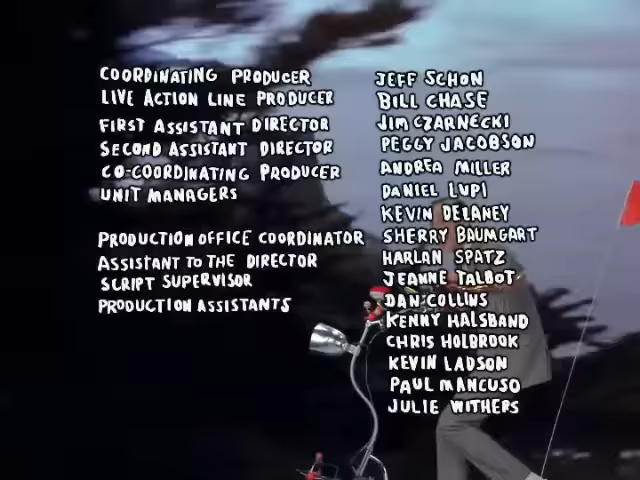 COORDINATING PRODUCER JEFF SCHON
LIVE ACTION LINE PRODUCER BILL CHASE
FIRST ASSISTANT DIRECTOR JIM CZARNECKI
SECOND ASSISTANT DIRECTOR PEGGY JACOBSON
CO-COORDINATING PRODUCER ANDREA MILLER
UNIT MANAGERS DANIEL LUPI
KEVIN DELANEY
PRODUCTION OFFICE COORDINATOR SHERRY BAUMGART
ASSISTANT TO THE DIRECTOR HARLAN SPATZ
SCRIPT SUPERVISOR JEANNE TALBOT
PRODUCTION ASSISTANTS DAN COLLINS
KENNY HALSBAND
CHRIS HOLBROOK
KEVIN LADSON
PAUL MANCUSO
JULIE WITHERS